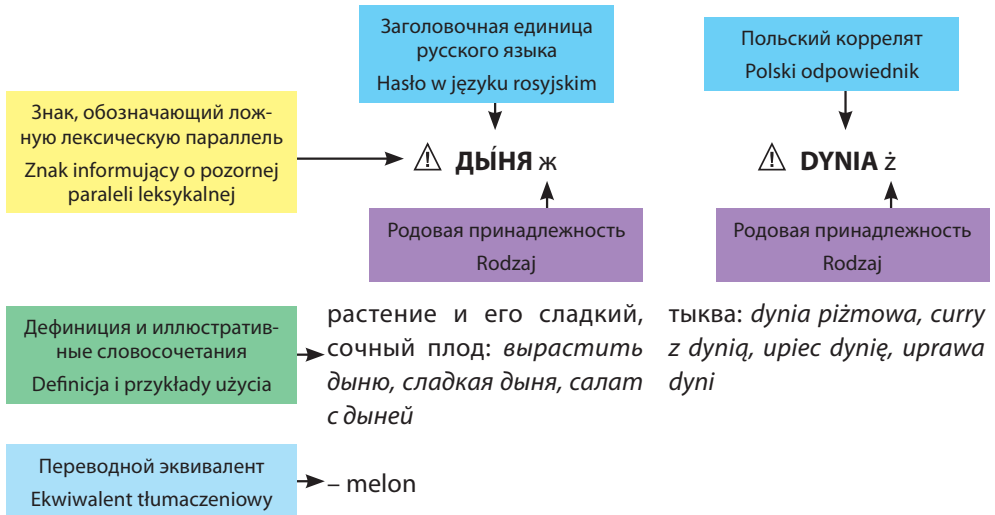 Заголовочная единица
русского языка
Hasło w języku rosyjskim
Польский коррелят
Polski odpowiednik
Знак, обозначающий лож-
ную лексическую параллель
Znak informujący o pozornej
paraleli leksykalnej
⚠ ДЫ́НЯ ж
⚠ DYNIA ż
Родовая принадлежность
Rodzaj
Родовая принадлежность
Rodzaj
Дефиниция и иллюстратив-
ные словосочетания
Definicja i przykłady użycia
растение и его сладкий,
сочный плод: вырастить
дыню, сладкая дыня, салат
с дыней
тыква: dynia piżmowa, curry
z dynią, upiec dynię, uprawa
dyni
Переводной эквивалент
Ekwiwalent tłumaczeniowy
– melon